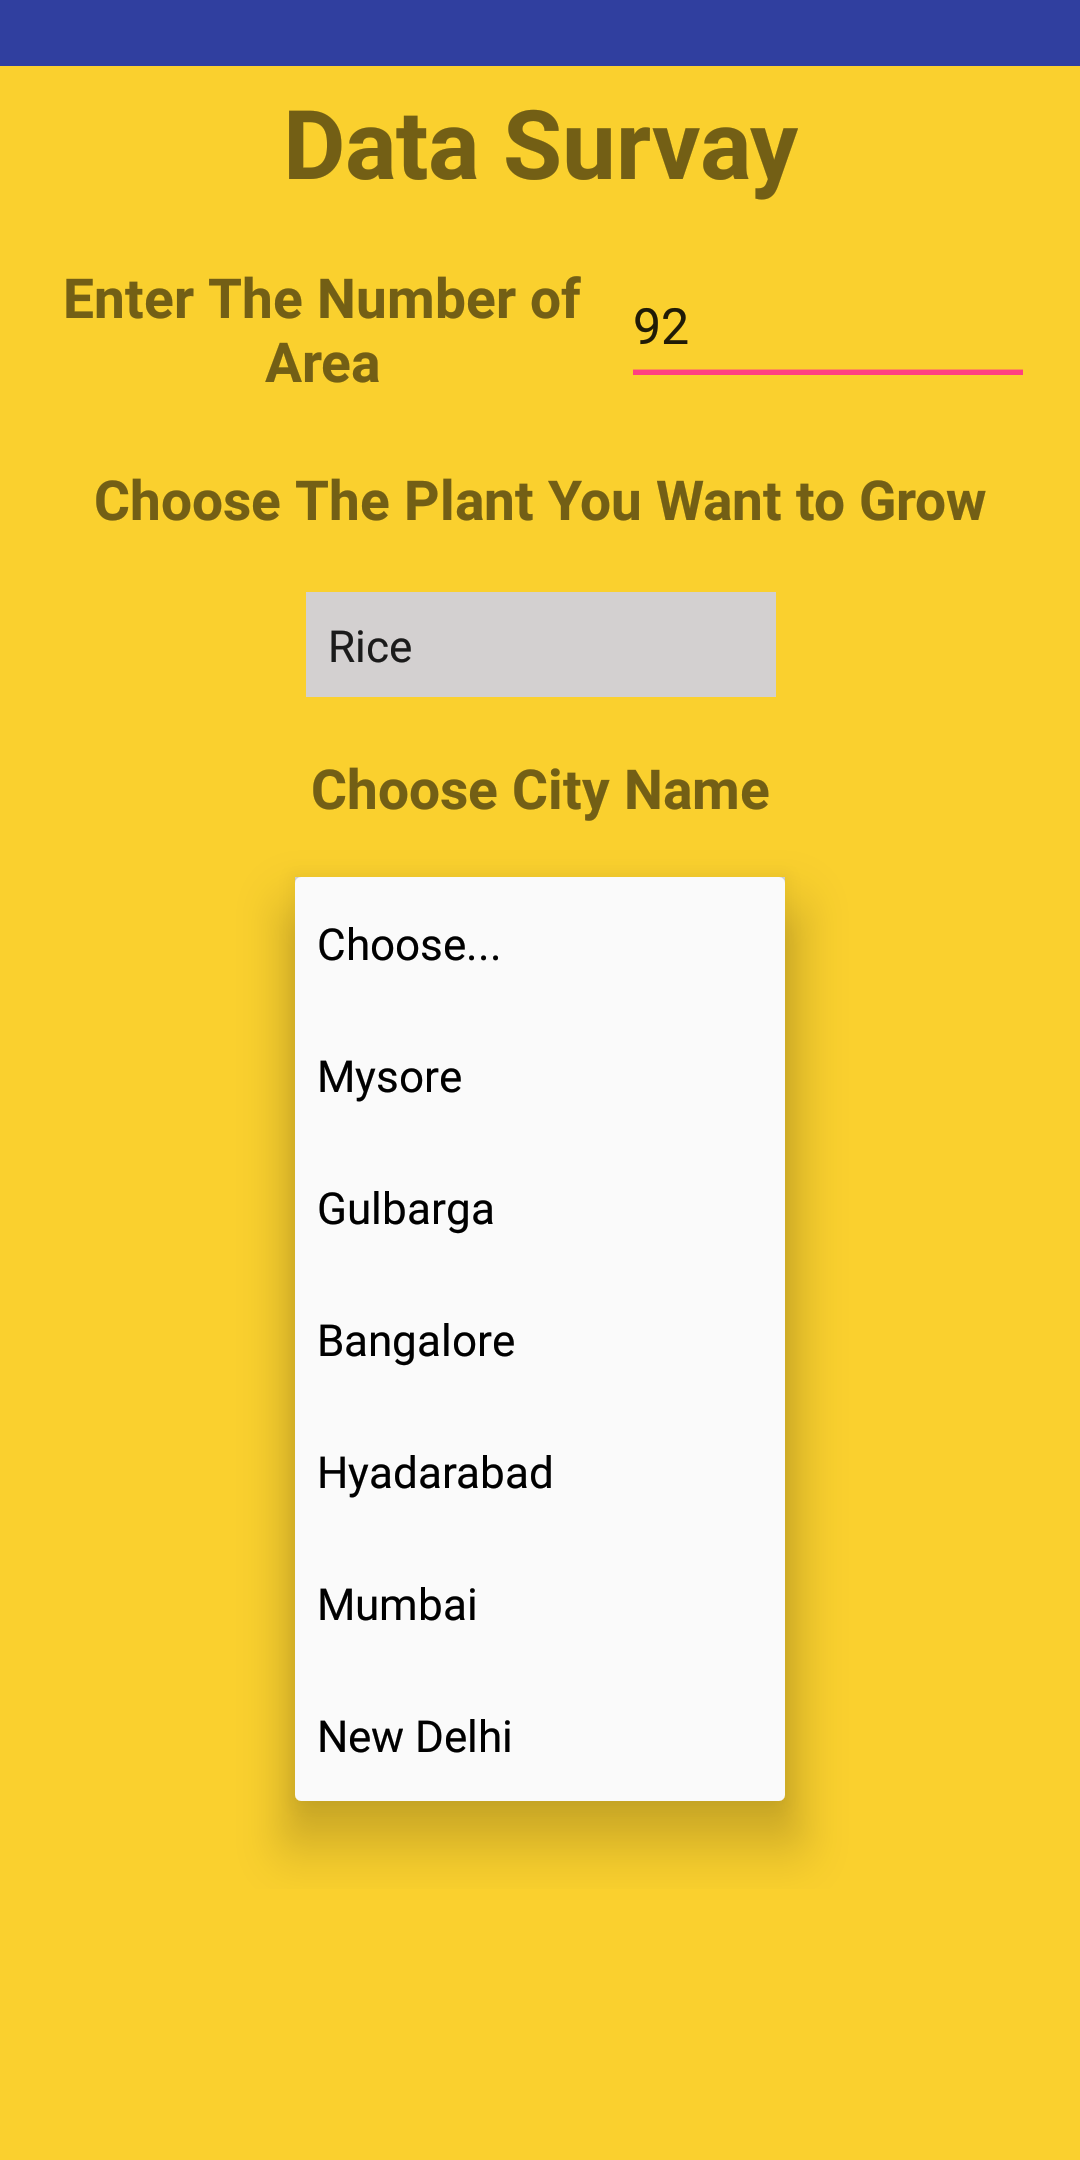 Data Survay
Enter The Number of
Area
92
Choose The Plant You Want to Grow
Rice
Choose City Name
Choose...
Mysore
Gulbarga
Bangalore
Hyadarabad
Mumbai
New Delhi